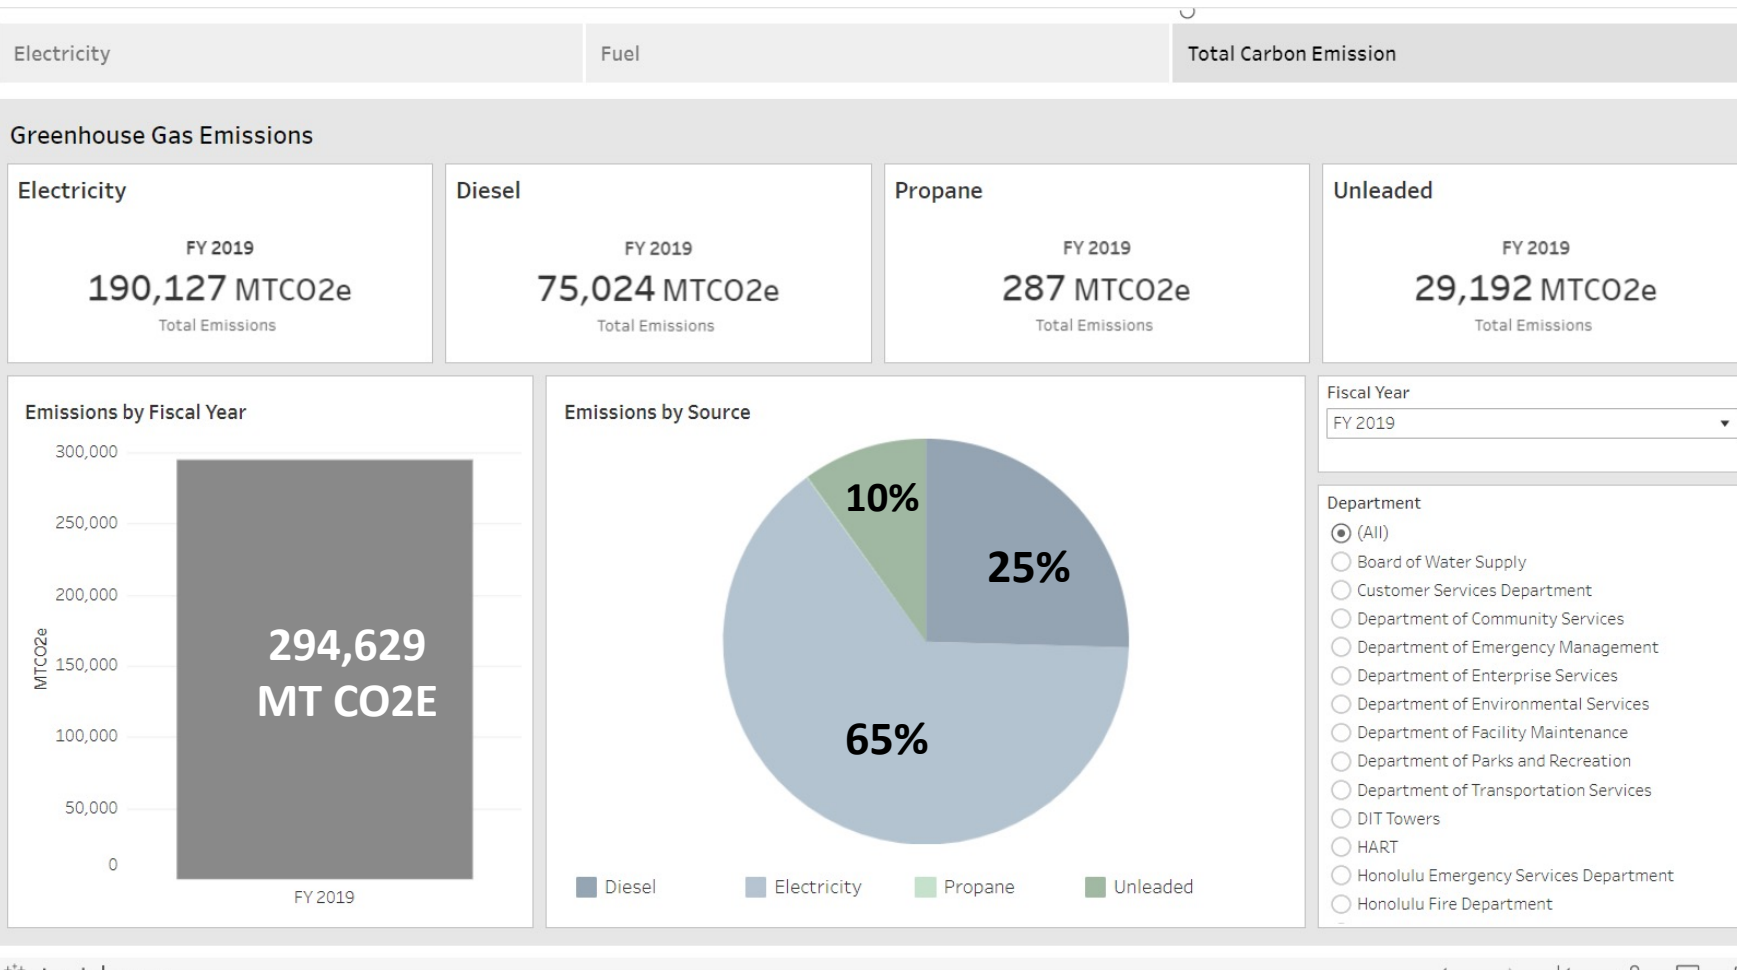 Electricity
Fuel
Total Carbon Emission
Greenhouse Gas Emissions
Electricity
FY 2019
190,127 MTCO2e
Total Emissions
Diesel
FY 2019
75,024 MTCO2e
Total Emissions
Propane
FY 2019
287 MTCO2e
Total Emissions
Unleaded
FY 2019
29,192 MTCO2e
Total Emissions
Emissions by Fiscal Year
300,000
250,000
200,000
150,000
100,000
50,000
0
MTCO2e
294,629
MT CO2E
FY 2019
Emissions by Source
10%
25%
65%
Diesel
Electricity
Propane
Unleaded
Fiscal Year
FY 2019
Department
(All)
Board of Water Supply
Customer Services Department
Department of Community Services
Department of Emergency Management
Department of Enterprise Services
Department of Environmental Services
Department of Facility Maintenance
Department of Parks and Recreation
Department of Transportation Services
DIT Towers
HART
Honolulu Emergency Services Department
Honolulu Fire Department